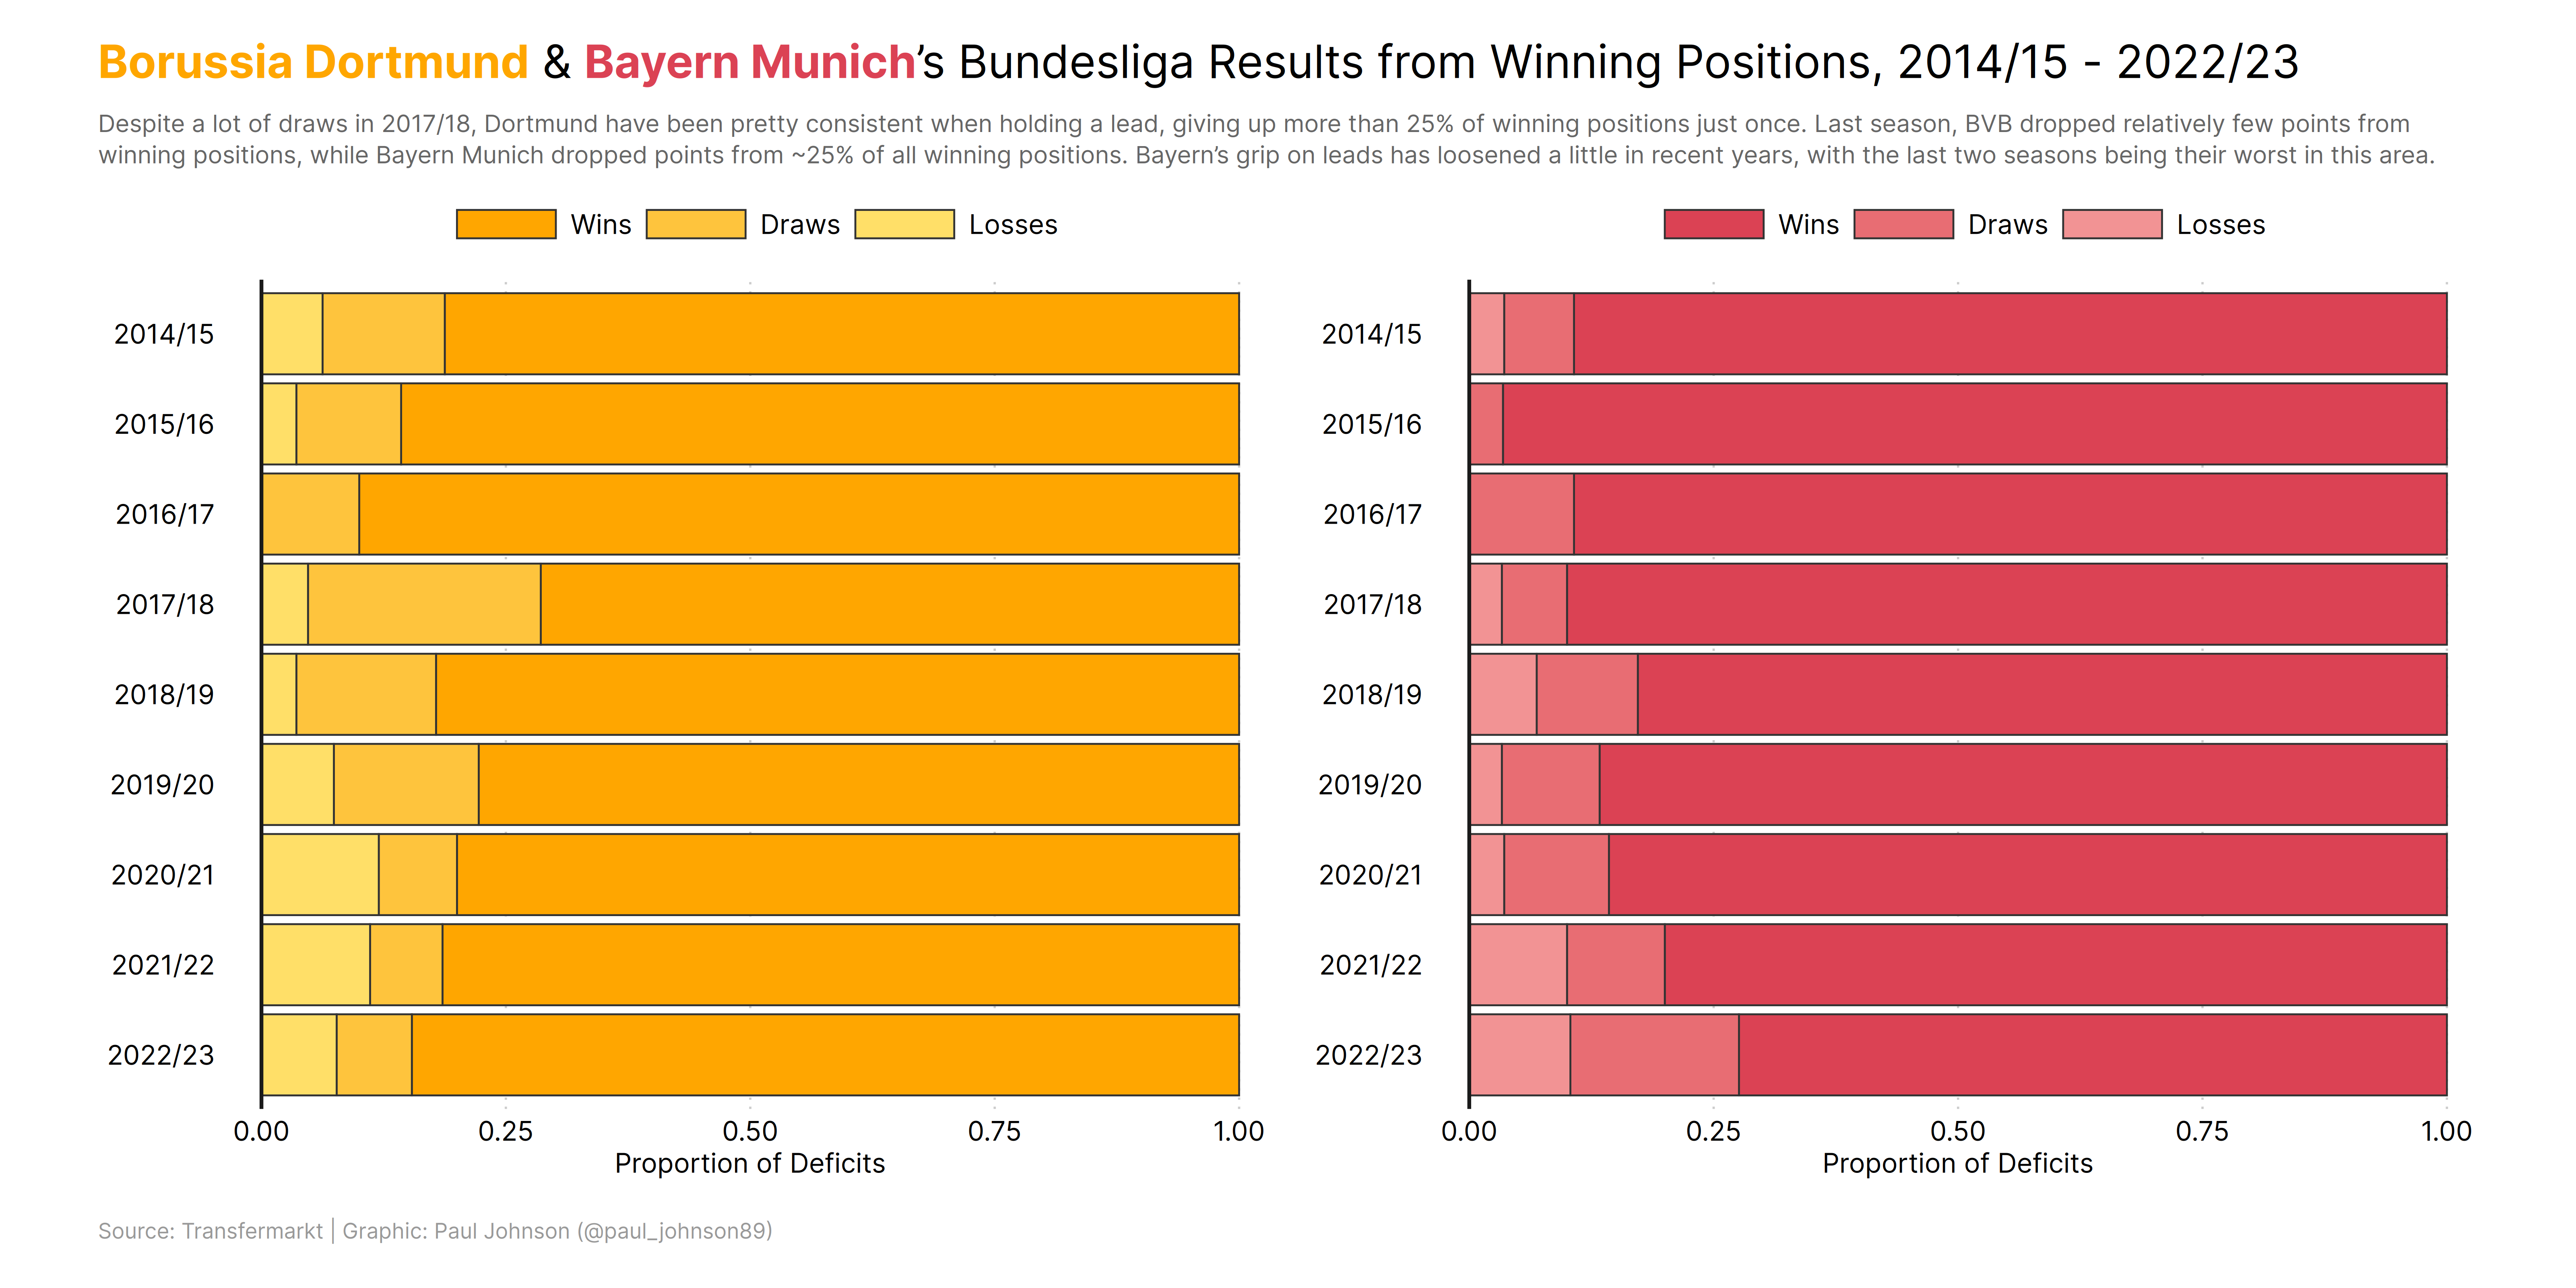 Borussia Dortmund & Bayern Munich’s Bundesliga Results from Winning Positions, 2014/15 - 2022/23
Despite a lot of draws in 2017/18, Dortmund have been pretty consistent when holding a lead, giving up more than 25% of winning positions just once. Last season, BVB dropped relatively few points from
winning positions, while Bayern Munich dropped points from ~25% of all winning positions. Bayern’s grip on leads has loosened a little in recent years, with the last two seasons being their worst in this area.
Wins Draws Losses
2014/15
2015/16
2016/17
2017/18
2018/19
2019/20
2020/21
2021/22
2022/23
0.00 0.25 0.50 0.75 1.00
Proportion of Deficits
Wins Draws Losses
2014/15
2015/16
2016/17
2017/18
2018/19
2019/20
2020/21
2021/22
2022/23
0.00 0.25 0.50 0.75 1.00
Proportion of Deficits
Source: Transfermarkt | Graphic: Paul Johnson (@paul_johnson89)